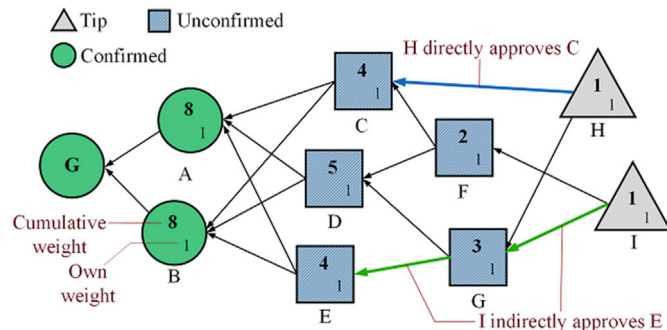 Tip
Unconfirmed
Confirmed
H directly approves C
4
1
C
1
1
H
8
1
A
2
1
F
G
5
1
D
1
1
I
Cumulative
weight
8
1
B
Own
weight
4
1
E
3
1
G
I indirectly approves E